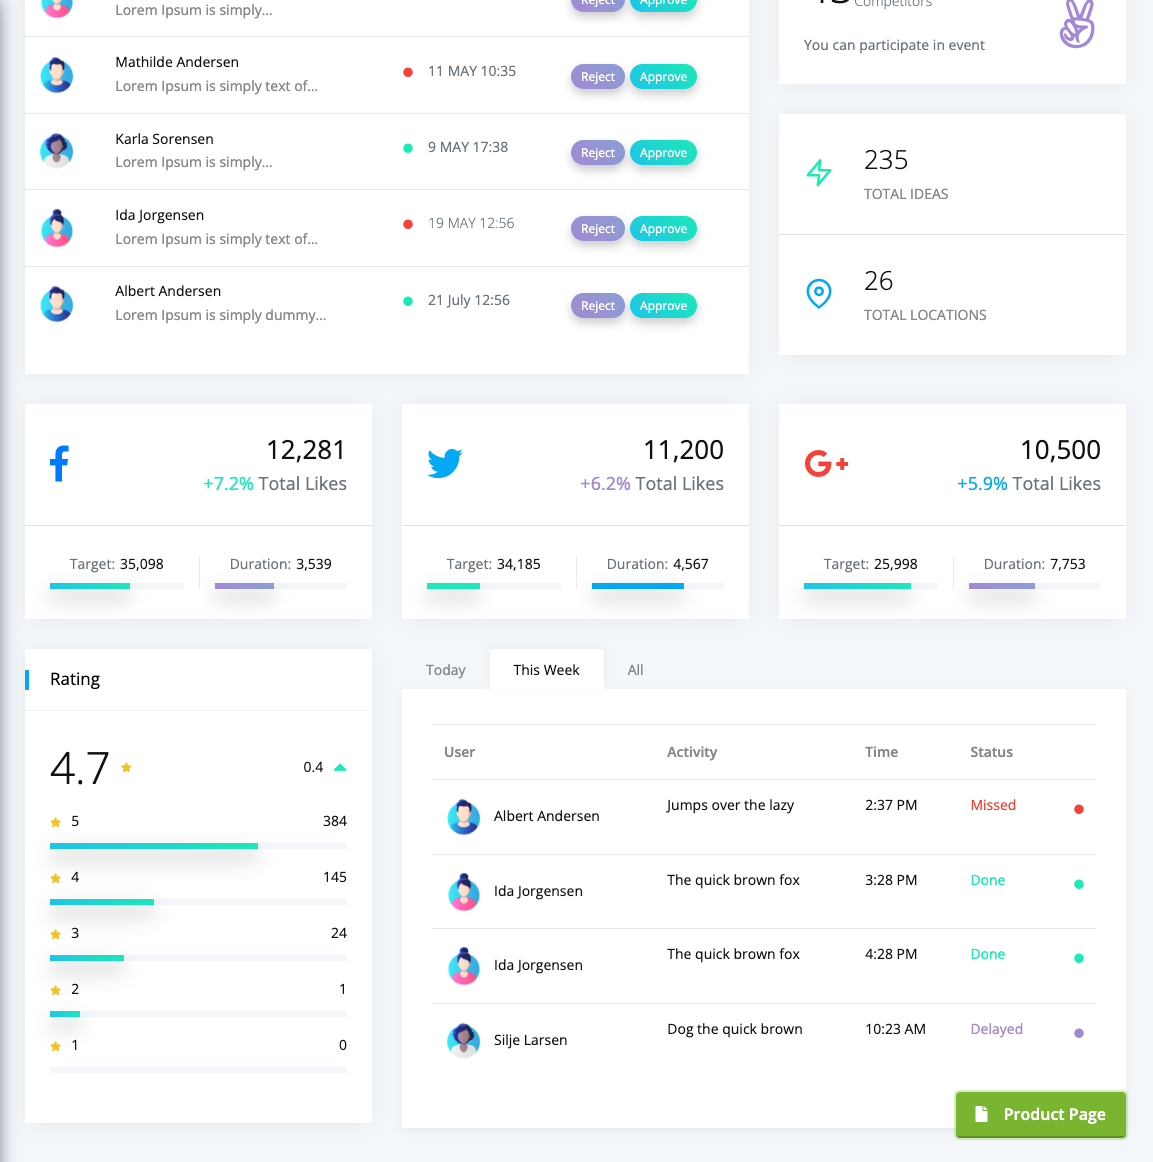 Lorem Ipsum is simply...
Reject Approve
Mathilde Andersen
Lorem Ipsum is simply text of...
11 MAY 10:35
Reject Approve
Karla Sorensen
Lorem Ipsum is simply...
9 MAY 17:38
Reject Approve
Ida Jorgensen
Lorem Ipsum is simply text of...
19 MAY 12:56
Reject Approve
Albert Andersen
Lorem Ipsum is simply dummy...
21 July 12:56
Reject Approve
Competitors
You can participate in event
235
TOTAL IDEAS
26
TOTAL LOCATIONS
12,281
+7.2% Total Likes
Target: 35,098 Duration: 3,539
11,200
+6.2% Total Likes
Target: 34,185 Duration: 4,567
G+
10,500
+5.9% Total Likes
Target: 25,998 Duration: 7,753
Rating
4.7 0.4
5 384
4 145
3 24
2 1
1 0
Today This Week All
User Activity Time Status
Albert Andersen Jumps over the lazy 2:37 PM Missed
Ida Jorgensen The quick brown fox 3:28 PM Done
Ida Jorgensen The quick brown fox 4:28 PM Done
Silje Larsen Dog the quick brown 10:23 AM Delayed
Product Page